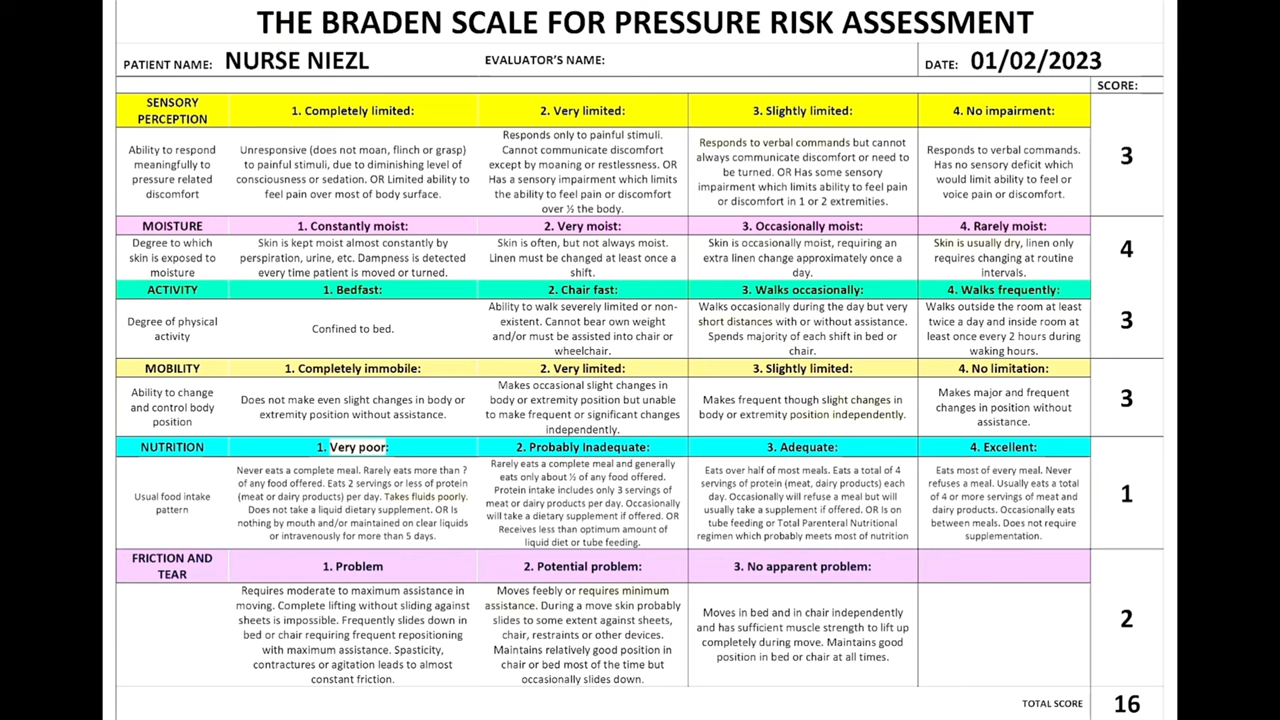 THE BRADEN SCALE FOR PRESSURE RISK ASSESSMENT
PATIENT NAME: NURSE NIEZL EVALUATOR'S NAME: DATE: 01/02/2023
SCORE:
SENSORY
PERCEPTION
1. Completely limited:
2. Very limited:
3. Slightly limited:
4. No impairment:
Ability to respond
meaningfully to
pressure related
discomfort
Unresponsive (does not moan, flinch or grasp)
to painful stimuli, due to diminishing level of
consciousness or sedation. OR Limited ability to
feel pain over most of body surface.
Responds only to painful stimuli.
Cannot communicate discomfort
except by moaning or restlessness. OR
Has a sensory impairment which limits
the ability to feel pain or discomfort
over ½ the body.
Responds to verbal commands but cannot
always communicate discomfort or need to
be turned. OR Has some sensory
impairment which limits ability to feel pain
or discomfort in 1 or 2 extremities.
Responds to verbal commands.
Has no sensory deficit which
would limit ability to feel or
voice pain or discomfort.
3
MOISTURE
1. Constantly moist:
2. Very moist:
3. Occasionally moist:
4. Rarely moist:
Degree to which
skin is exposed to
moisture
Skin is kept moist almost constantly by
perspiration, urine, etc. Dampness is detected
every time patient is moved or turned.
Skin is often, but not always moist.
Linen must be changed at least once a
shift.
Skin is occasionally moist, requiring an
extra linen change approximately once a
day.
Skin is usually dry, linen only
requires changing at routine
intervals.
4
ACTIVITY
1. Bedfast:
2. Chair fast:
3. Walks occasionally:
4. Walks frequently:
Degree of physical
activity
Confined to bed.
Ability to walk severely limited or non-
existent. Cannot bear own weight
and/or must be assisted into chair or
wheelchair.
Walks occasionally during the day but very
short distances with or without assistance.
Spends majority of each shift in bed or
chair.
Walks outside the room at least
twice a day and inside room at
least once every 2 hours during
waking hours.
3
MOBILITY
1. Completely immobile:
2. Very limited:
3. Slightly limited:
4. No limitation:
Ability to change
and control body
position
Does not make even slight changes in body or
extremity position without assistance.
Makes occasional slight changes in
body or extremity position but unable
to make frequent or significant changes
independently.
Makes frequent though slight changes in
body or extremity position independently.
Makes major and frequent
changes in position without
assistance.
3
NUTRITION
1. Very poor:
2. Probably Inadequate:
3. Adequate:
4. Excellent:
Usual food intake
pattern
Never eats a complete meal. Rarely eats more than ?
of any food offered. Eats 2 servings or less of protein
(meat or dairy products) per day. Takes fluids poorly.
Does not take a liquid dietary supplement. OR Is
nothing by mouth and/or maintained on clear liquids
or intravenously for more than 5 days.
Rarely eats a complete meal and generally
eats only about ½ of any food offered.
Protein intake includes only 3 servings of
meat or dairy products per day. Occasionally
will take a dietary supplement if offered. OR
Receives less than optimum amount of
liquid diet or tube feeding.
Eats over half of most meals. Eats a total of 4
servings of protein (meat, dairy products) each
day. Occasionally will refuse a meal but will
usually take a supplement if offered. OR Is on
tube feeding or Total Parenteral Nutritional
regimen which probably meets most of nutrition
Eats most of every meal. Never
refuses a meal. Usually eats a total
of 4 or more servings of meat and
dairy products. Occasionally eats
between meals. Does not require
supplementation.
1
FRICTION AND
TEAR
1. Problem
2. Potential problem:
3. No apparent problem:
Requires moderate to maximum assistance in
moving. Complete lifting without sliding against
sheets is impossible. Frequently slides down in
bed or chair requiring frequent repositioning
with maximum assistance. Spasticity,
contractures or agitation leads to almost
constant friction.
Moves feebly or requires minimum
assistance. During a move skin probably
slides to some extent against sheets,
chair, restraints or other devices.
Maintains relatively good position in
chair or bed most of the time but
occasionally slides down.
Moves in bed and in chair independently
and has sufficient muscle strength to lift up
completely during move. Maintains good
position in bed or chair at all times.
2
TOTAL SCORE 16